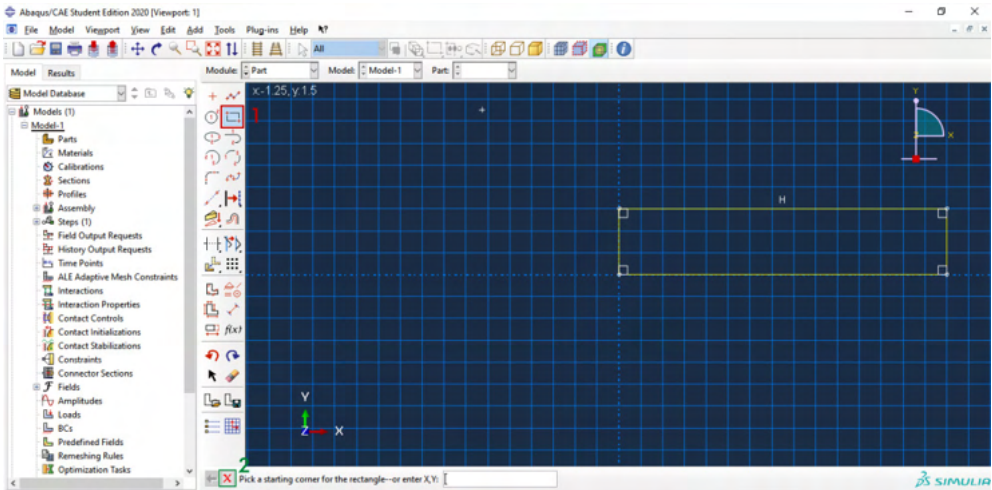 Abaqus/CAE Student Edition 2020 [Viewport: 1]
File Model Viewport View Edit Add Tools Plug-ins Help
All
Model Results
Module: Part Model: Model-1 Part:
Model Database
Models (1)
Model-1
Parts
Materials
Calibrations
Sections
Profiles
Assembly
Steps (1)
Field Output Requests
History Output Requests
Time Points
ALE Adaptive Mesh Constraints
Interactions
Interaction Properties
Contact Controls
Contact Initializations
Contact Stabilizations
Constraints
Connector Sections
Fields
Amplitudes
Loads
BCs
Predefined Fields
Remeshing Rules
Optimization Tasks
1
f(x)
x:-1.25, y:1.5
Y
X
H
Y
Z X
2
Pick a starting corner for the rectangle--or enter X,Y:
SIMULIA